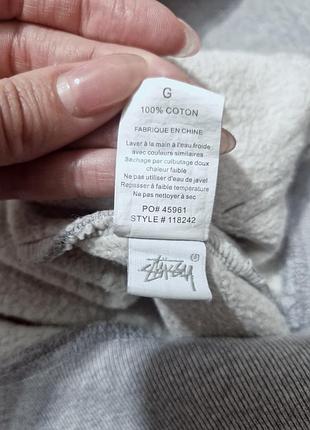 G
100% COTON
FABRIQUE EN CHINE
Laver à la main à l'eau froide
avec couleurs similaires
Sachage par culbutage doux
chaleur faible
Ne pas utiliser d'eau de javel
Repasser à faible température
Ne pas nettoyer à sec
PO# 45961
STYLE # 118242
Stüssy ®